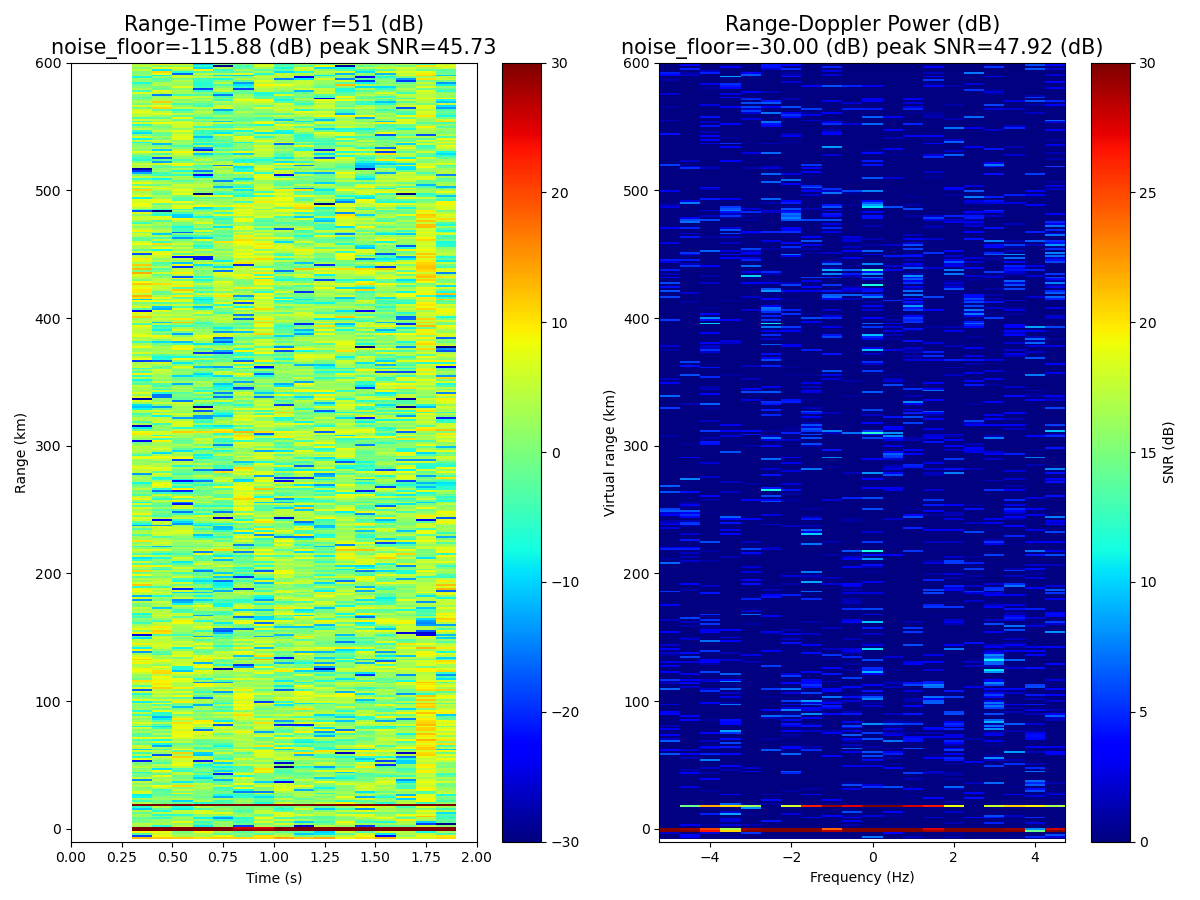 Range-Time Power f=51 (dB)
noise_floor=-115.88 (dB) peak SNR=45.73
600
500
400
300
200
100
0
Range (km)
0.00 0.25 0.50 0.75 1.00 1.25 1.50 1.75 2.00
Time (s)
30
20
10
0
−10
−20
−30
Range-Doppler Power (dB)
noise_floor=-30.00 (dB) peak SNR=47.92 (dB)
600
500
400
300
200
100
0
Virtual range (km)
−4 −2 0 2 4
Frequency (Hz)
30
25
20
15
10
5
0
SNR (dB)